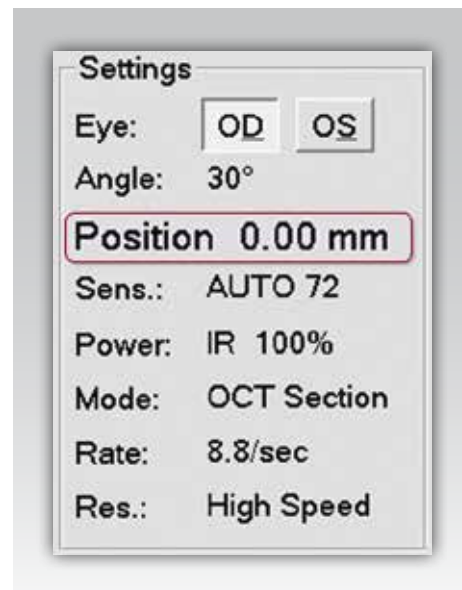 Settings
Eye: OD OS
Angle: 30°
Position 0.00 mm
Sens.: AUTO 72
Power: IR 100%
Mode: OCT Section
Rate: 8.8/sec
Res.: High Speed